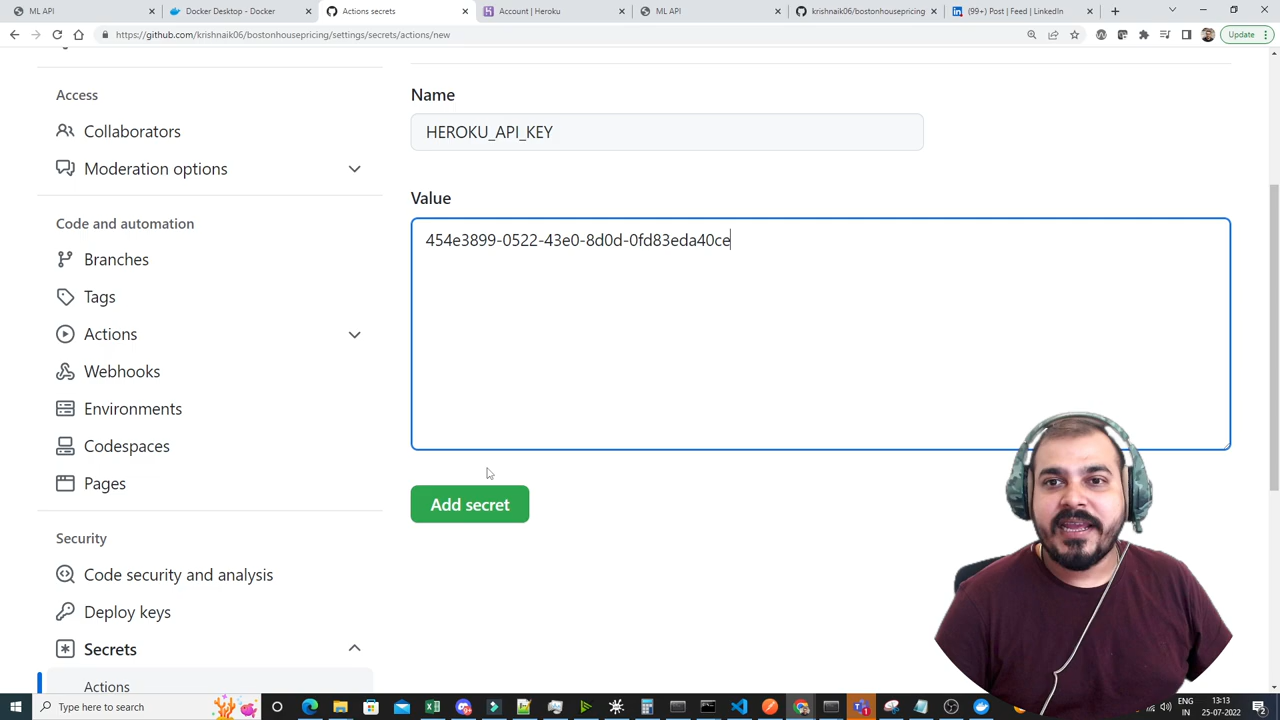 ML API
Docker Desktop - Docker
Actions secrets
Account | Heroku
ML API
krishnaik06/bostonhousepricing
(99+) Post | Feed | LinkedIn
https://github.com/krishnaik06/bostonhousepricing/settings/secrets/actions/new
Update
Access
Collaborators
Moderation options
Code and automation
Branches
Tags
Actions
Webhooks
Environments
Codespaces
Pages
Security
Code security and analysis
Deploy keys
Secrets
Actions
Name
HEROKU_API_KEY
Value
454e3899-0522-43e0-8d0d-0fd83eda40ce
Add secret
Type here to search
ENG
IN
13:13
25-07-2022